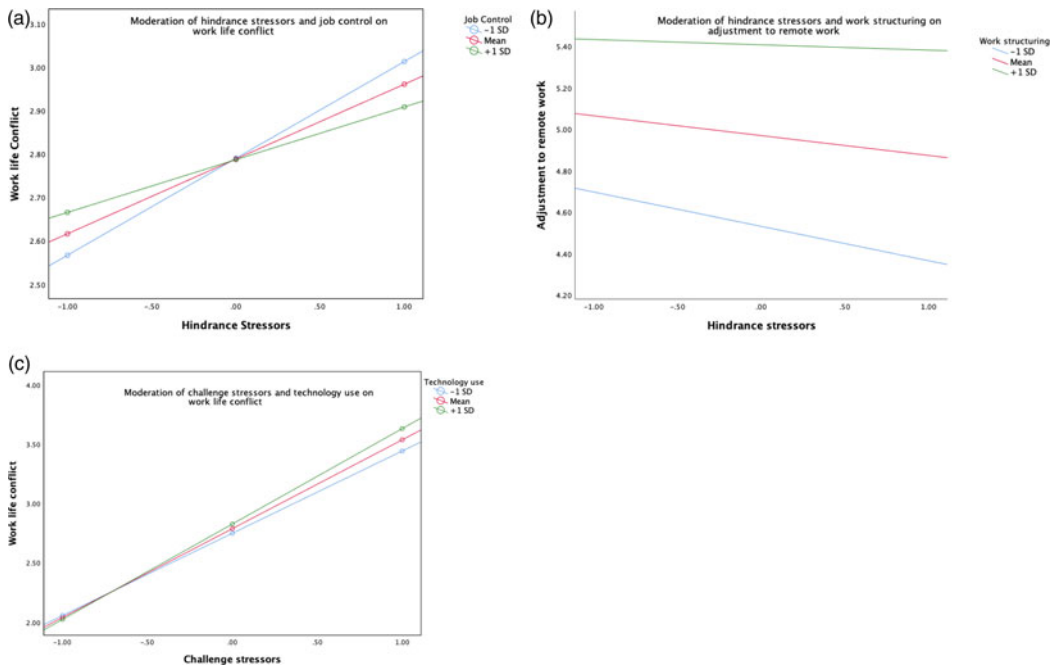 (a)
Moderation of hindrance stressors and job control on
work life conflict
Job Control
-1 SD
Mean
+1 SD
3.10
3.00
2.90
2.80
2.70
2.60
2.50
Work life Conflict
-1.00
-.50
.00
.50
1.00
Hindrance Stressors
(b)
Moderation of hindrance stressors and work structuring on
adjustment to remote work
Work structuring
-1 SD
Mean
+1 SD
5.40
5.20
5.00
4.80
4.60
4.40
4.20
Adjustment to remote work
-1.00
-.50
.00
.50
1.00
Hindrance stressors
(c)
Moderation of challenge stressors and technology use on
work life conflict
Technology use
-1 SD
Mean
+1 SD
4.00
3.50
3.00
2.50
2.00
Work life conflict
-1.00
-.50
.00
.50
1.00
Challenge stressors